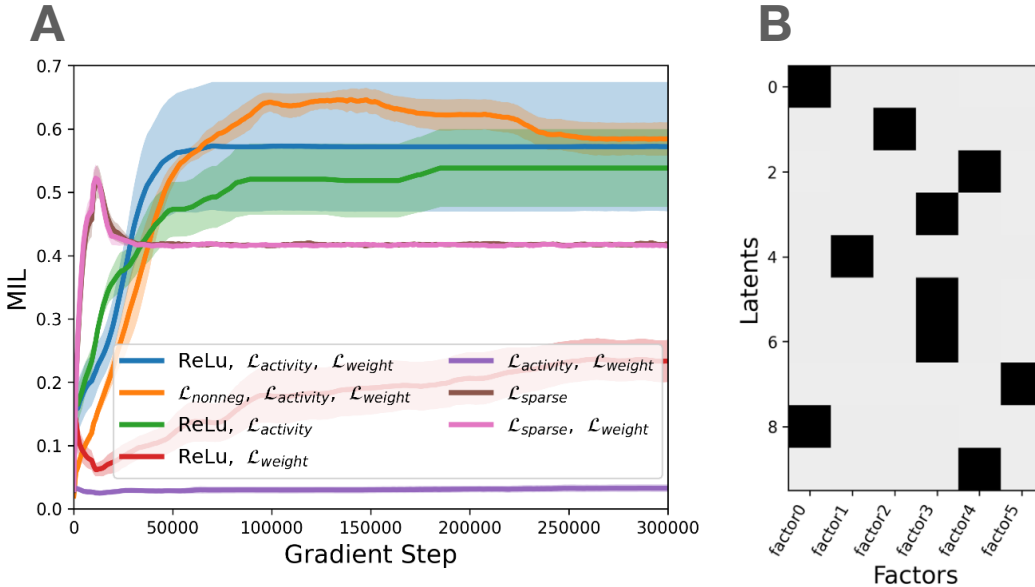 A
B
0.7
0.6
0.5
0.4
0.3
0.2
0.1
0.0
MIL
0
50000
100000
150000
200000
250000
300000
Gradient Step
ReLu, ℒactivity, ℒweight
ℒnonneg, ℒactivity, ℒweight
ReLu, ℒactivity
ReLu, ℒweight
ℒactivity, ℒweight
ℒsparse
ℒsparse, ℒweight
0
2
4
6
8
Latents
factor0
factor1
factor2
factor3
factor4
factor5
Factors